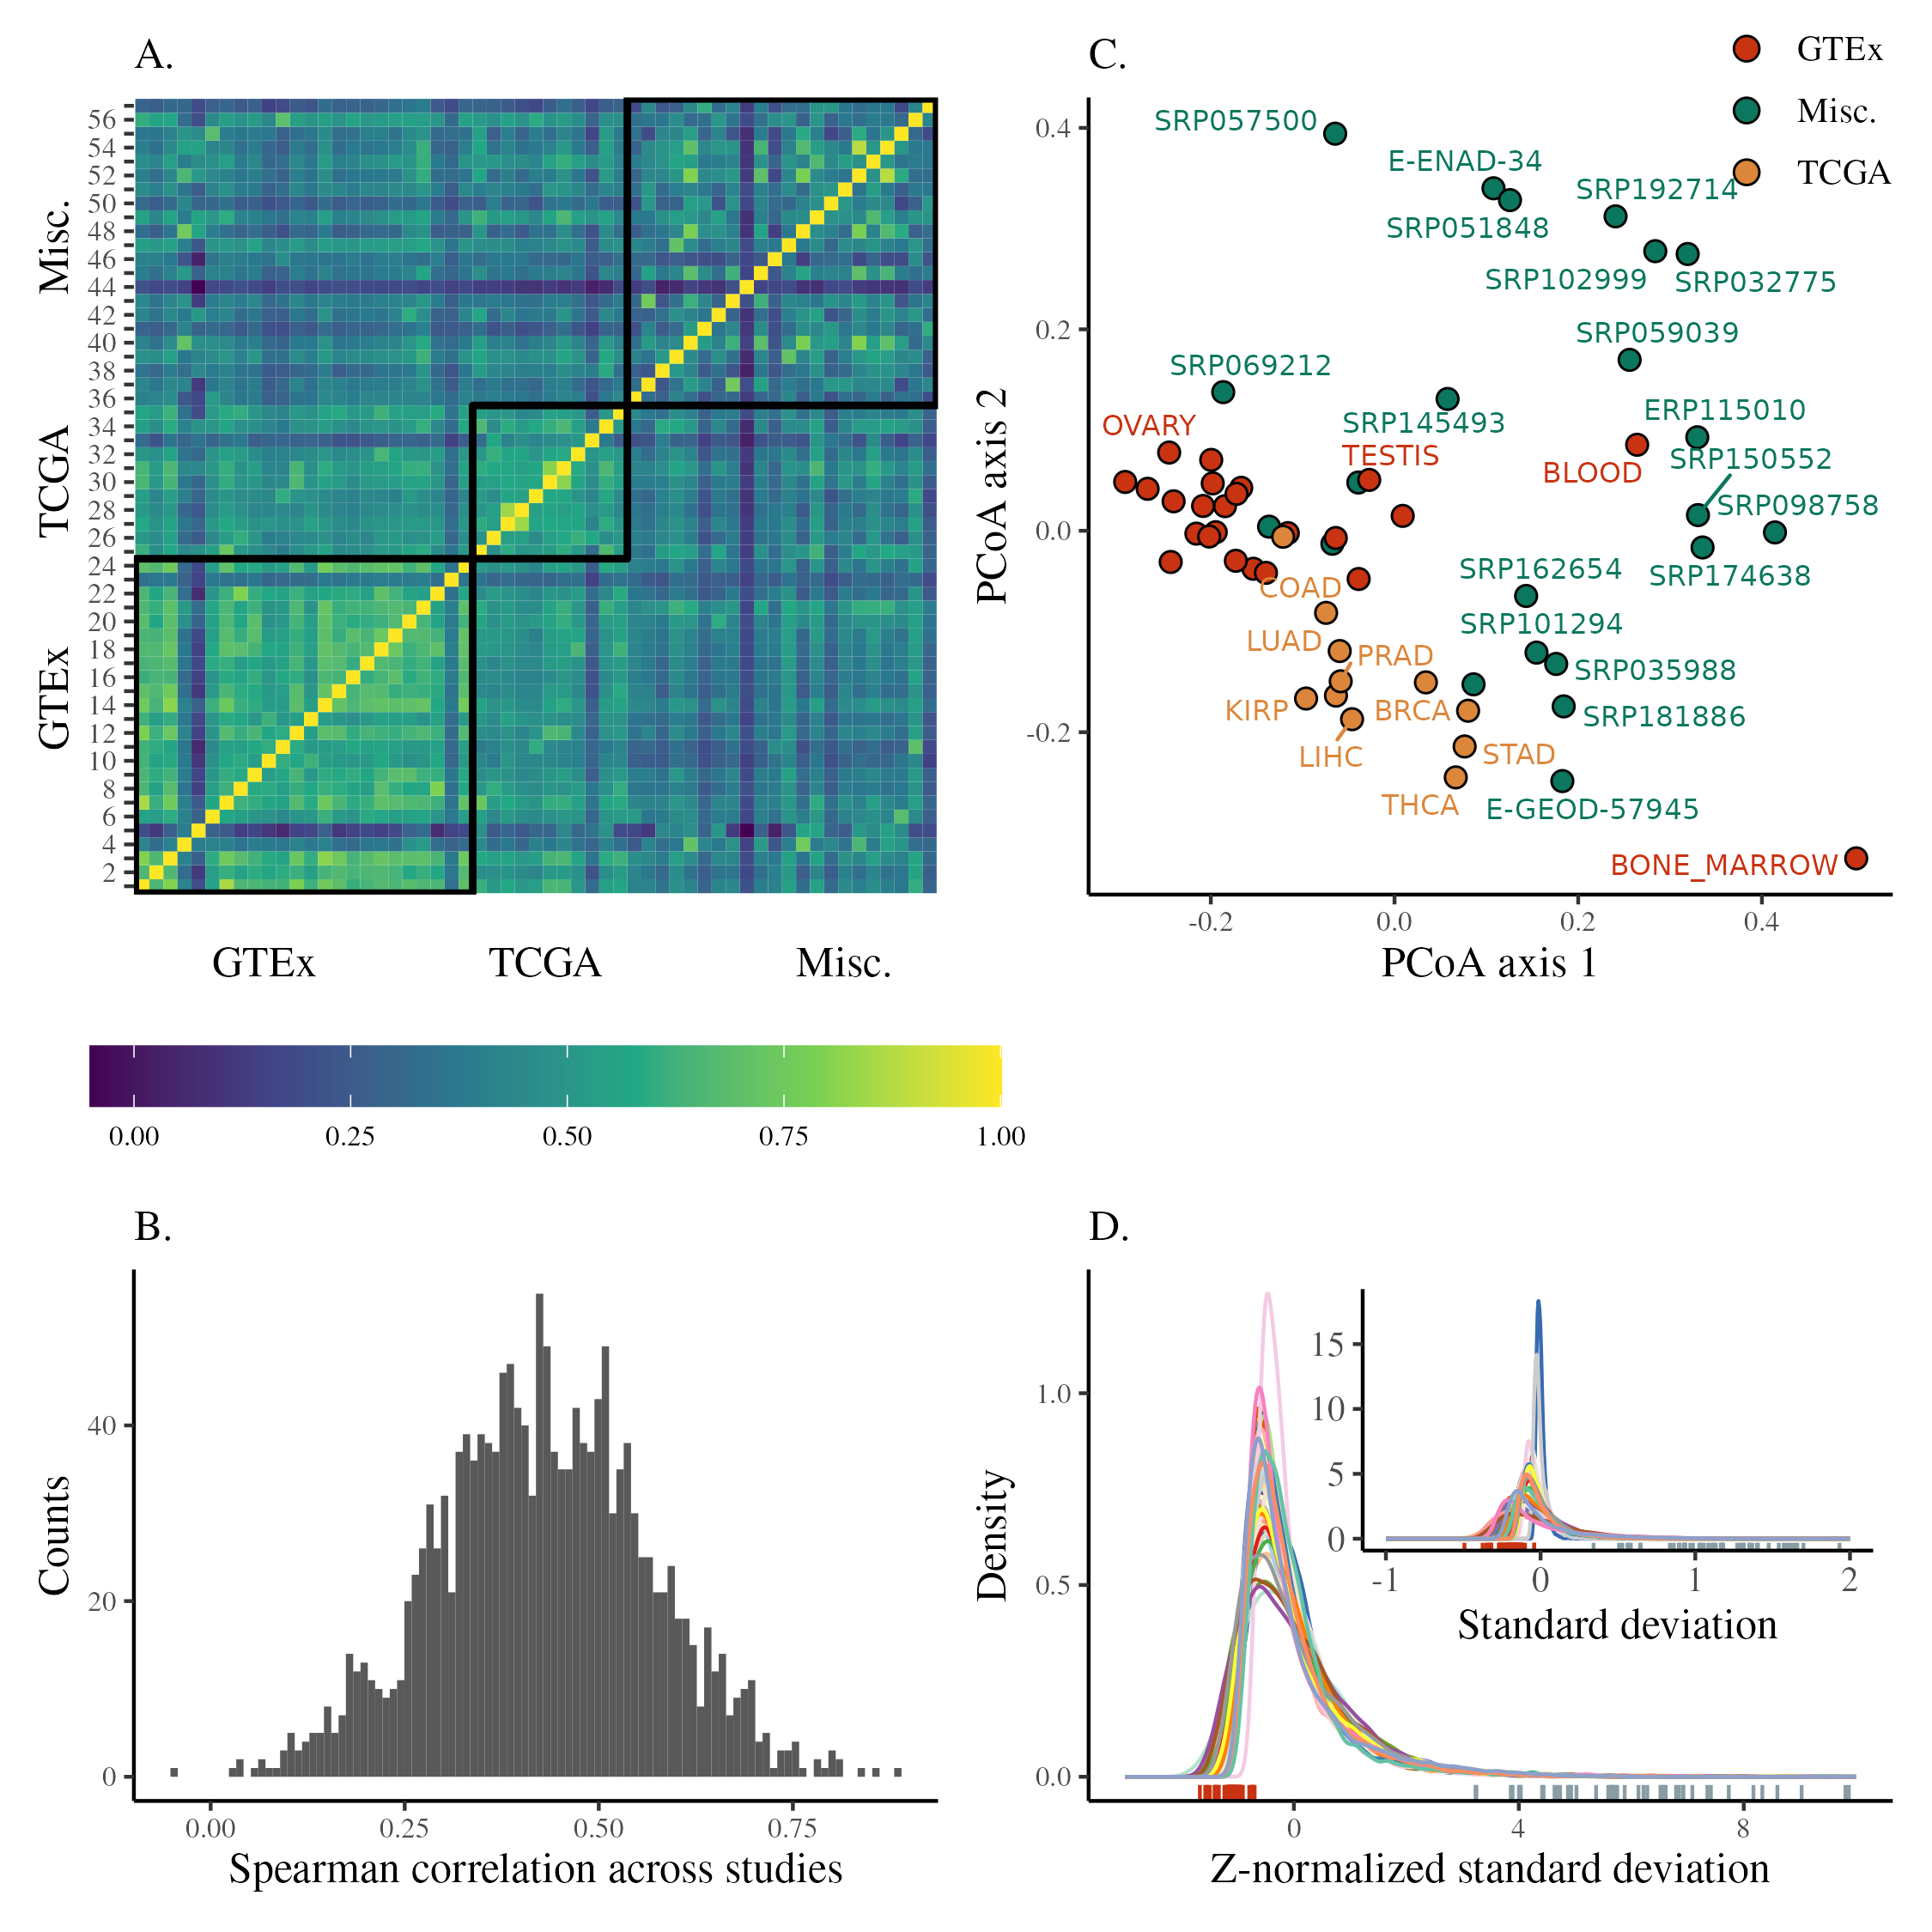 A.
56
54
52
50
48
46
44
42
40
38
36
34
32
30
28
26
24
22
20
18
16
14
12
10
8
6
4
2
Misc.
TCGA
GTEx
GTEx TCGA Misc.
0.00 0.25 0.50 0.75 1.00
C.
GTEx
Misc.
TCGA
0.4
0.2
0.0
-0.2
PCoA axis 2
SRP057500
E-ENAD-34
SRP192714
SRP051848
SRP102999
SRP032775
SRP059039
SRP069212
SRP145493
ERP115010
OVARY
TESTIS
BLOOD
SRP150552
SRP098758
SRP162654
SRP174638
COAD
SRP101294
LUAD
PRAD
SRP035988
KIRP
BRCA
SRP181886
LIHC
STAD
THCA
E-GEOD-57945
BONE_MARROW
-0.2 0.0 0.2 0.4
PCoA axis 1
B.
40
20
0
Counts
0.00 0.25 0.50 0.75
Spearman correlation across studies
D.
1.0
0.5
0.0
Density
15
10
5
0
-1 0 1 2
Standard deviation
0 4 8
Z-normalized standard deviation